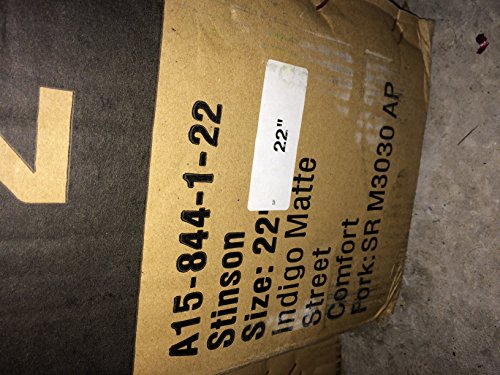 A15-844-1-22
Stinson
Size: 22"
22"
Indigo Matte
Street
Comfort
Fork: SR M3030 AP